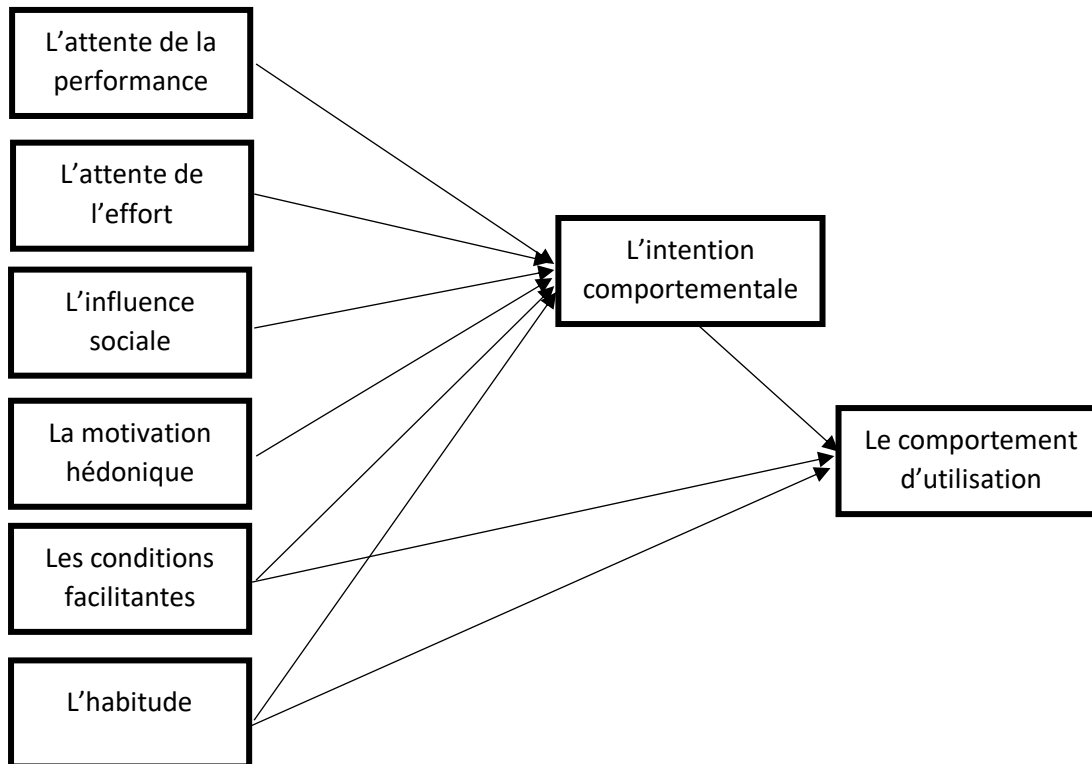 L’attente de la
performance
L’attente de
l’effort
L’influence
sociale
La motivation
hédonique
Les conditions
facilitantes
L’habitude
L’intention
comportementale
Le comportement
d’utilisation